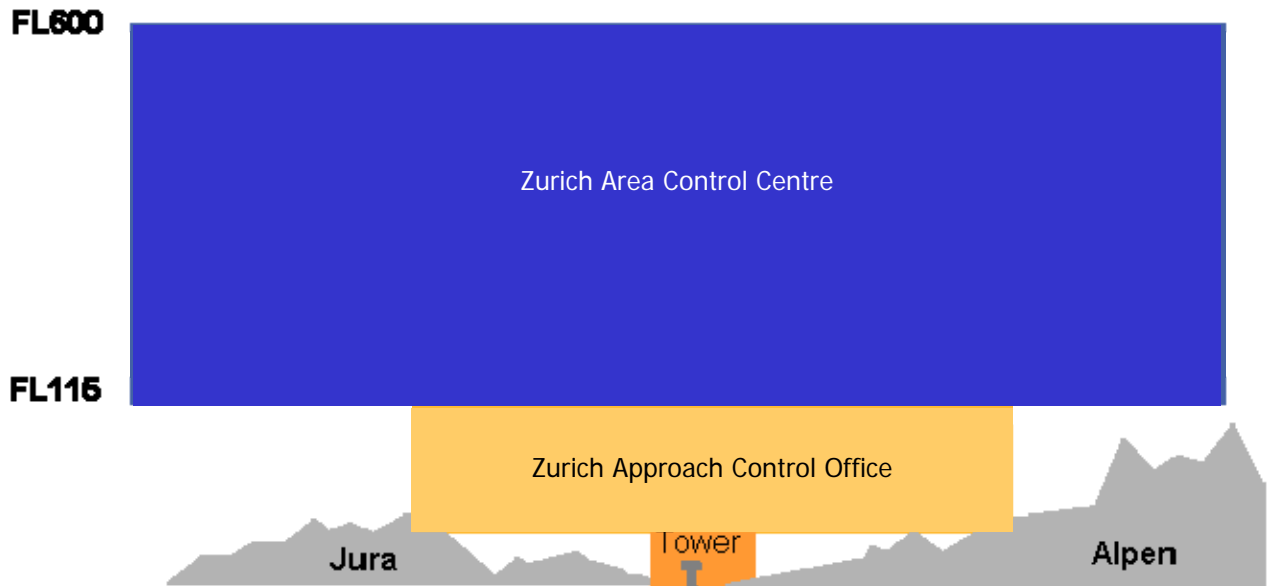 FL600
Zurich Area Control Centre
FL115
Zurich Approach Control Office
Tower
Jura
Alpen